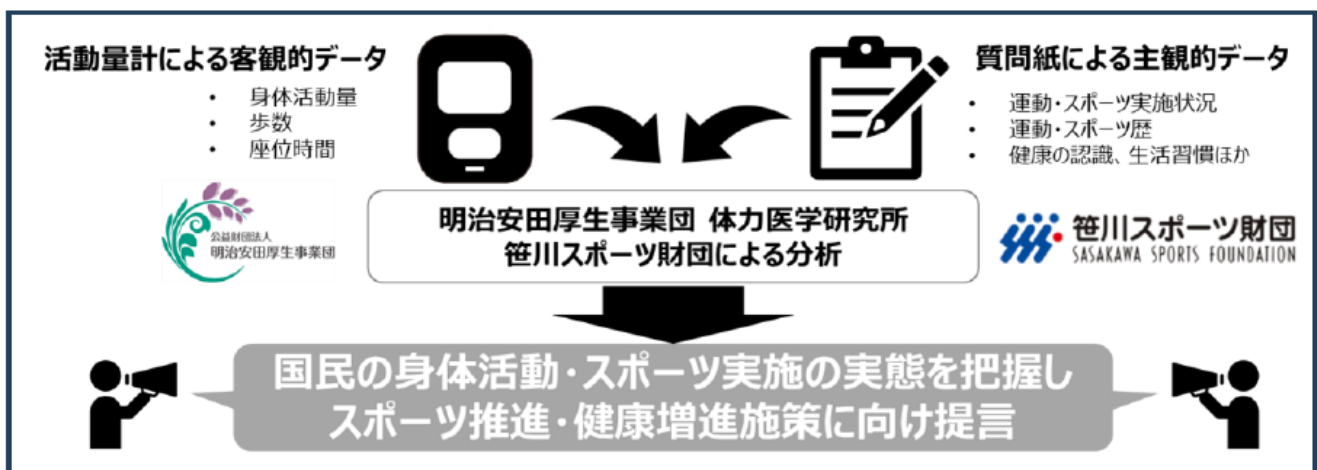 活動量計による客観的データ
• 身体活動量
• 歩数
• 座位時間
質問紙による主観的データ
• 運動・スポーツ実施状況
• 運動・スポーツ歴
• 健康の認識、生活習慣ほか
公益財団法人
明治安田厚生事業団
明治安田厚生事業団 体力医学研究所
笹川スポーツ財団による分析
笹川スポーツ財団
SASAKAWA SPORTS FOUNDATION
国民の身体活動・スポーツ実施の実態を把握し
スポーツ推進・健康増進施策に向け提言